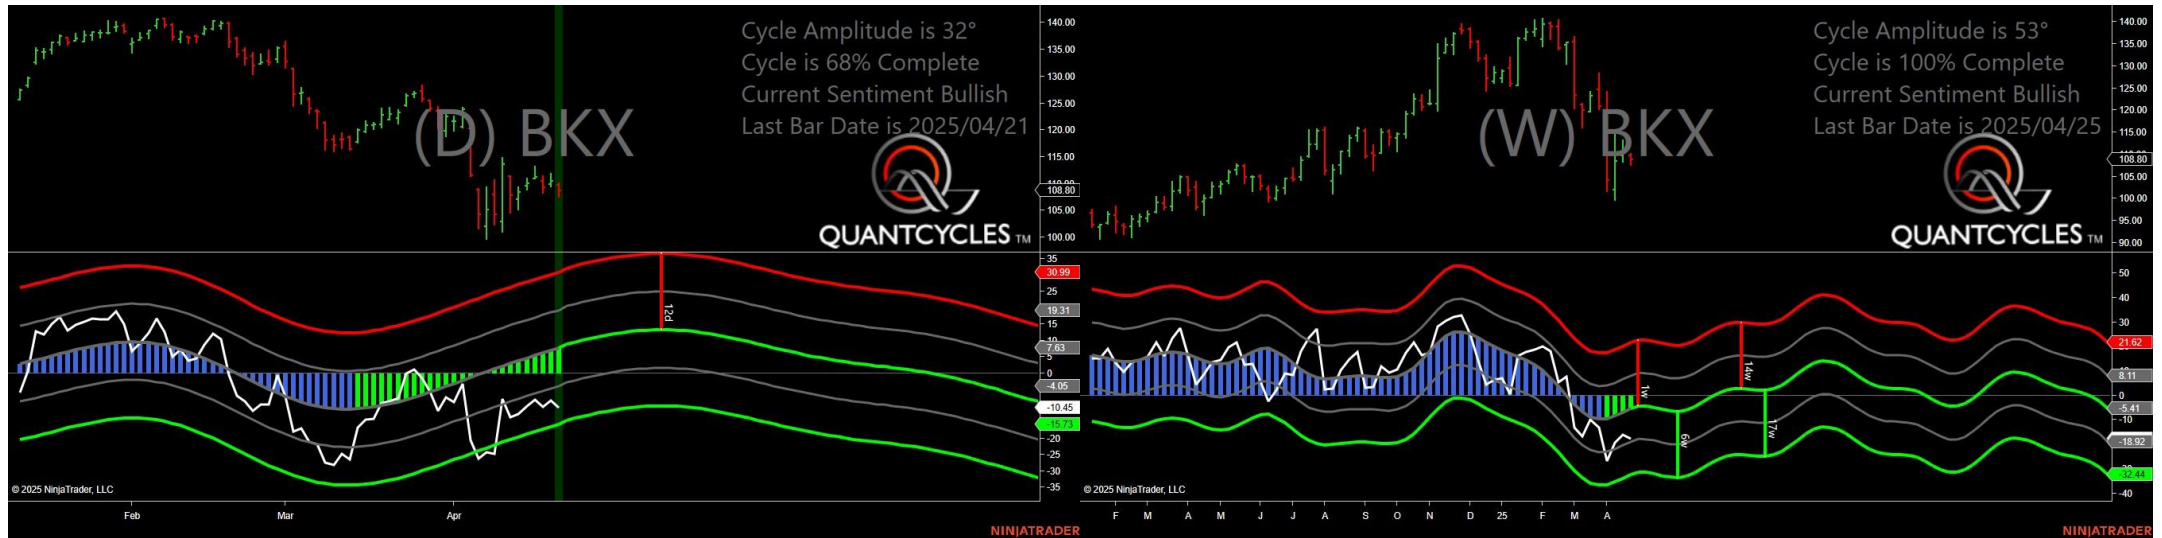 Cycle Amplitude is 32°
Cycle is 68% Complete
Current Sentiment Bullish
Last Bar Date is 2025/04/21
(D) BKX
QUANTCYCLES TM
140.00
135.00
130.00
125.00
120.00
115.00
108.80
105.00
100.00
35
30.99
25
19.31
15
7.63
5
0
-4.05
-10.45
-15.73
-20
-25
-30
-35
12d
© 2025 NinjaTrader, LLC
Feb Mar Apr
NINJATRADER
Cycle Amplitude is 53°
Cycle is 100% Complete
Current Sentiment Bullish
Last Bar Date is 2025/04/25
(W) BKX
QUANTCYCLES TM
140.00
135.00
130.00
125.00
120.00
115.00
108.80
105.00
100.00
95.00
90.00
50
40
30
21.62
8.11
0
-5.41
-10
-18.92
-32.44
-40
1w
6w
14w
17w
© 2025 NinjaTrader, LLC
F M A M J J A S O N D 25 F M A
NINJATRADER